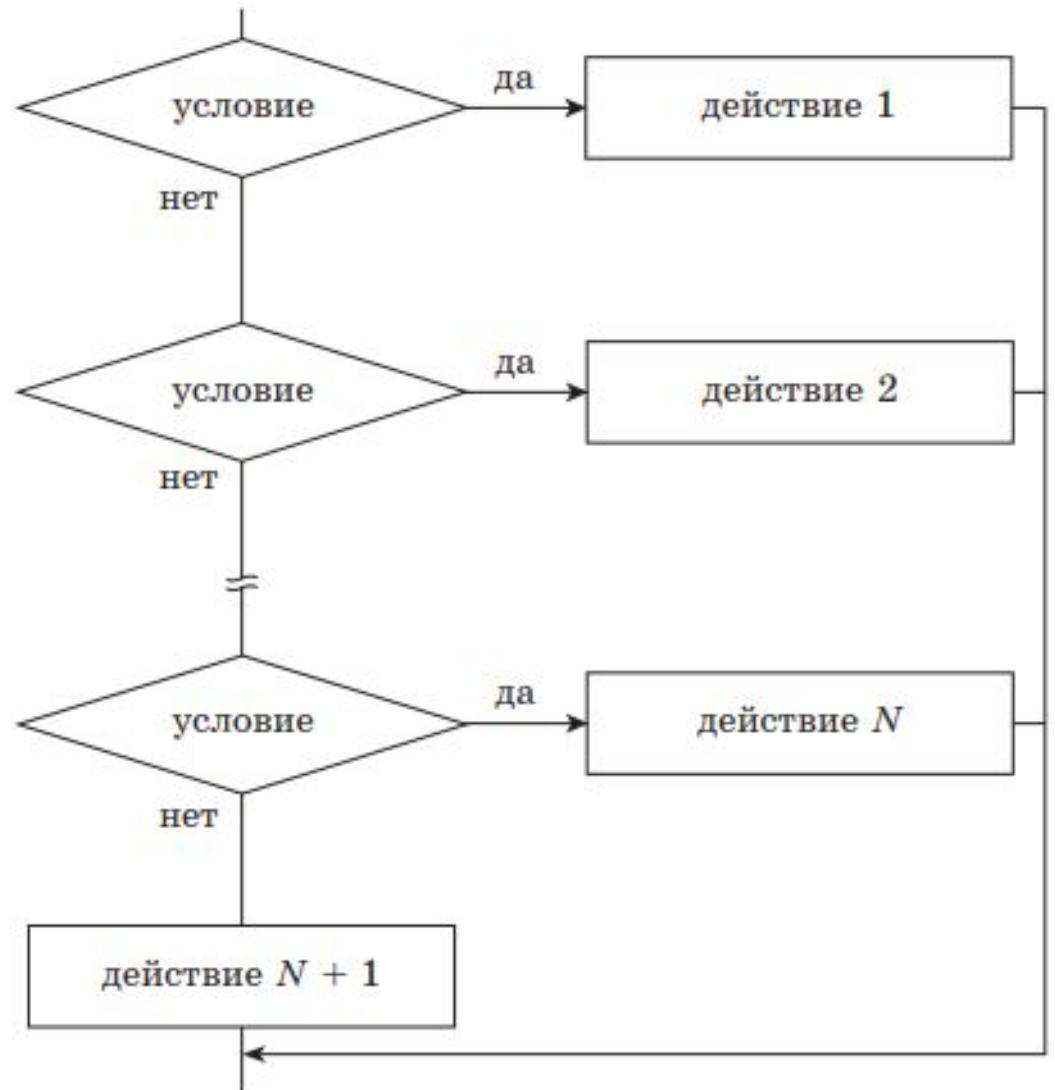 да
условие
действие 1
нет
да
условие
действие 2
нет
да
условие
действие N
нет
действие N + 1